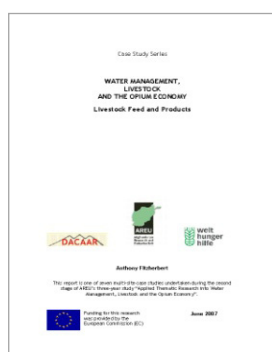 Case Study Series
WATER MANAGEMENT,
LIVESTOCK
AND THE OPIUM ECONOMY
Livestock Feed and Products
AREU
DACAAR
welt
hunger
hilfe
Anthony Fitzherbert
This report is one of seven multi-site case studies undertaken during the second
stage of AREU's three-year study "Applied Thematic Research into Water
Management, Livestock and the Opium Economy".
Funding for this research
was provided by the
European Commission (EC)
June 2007